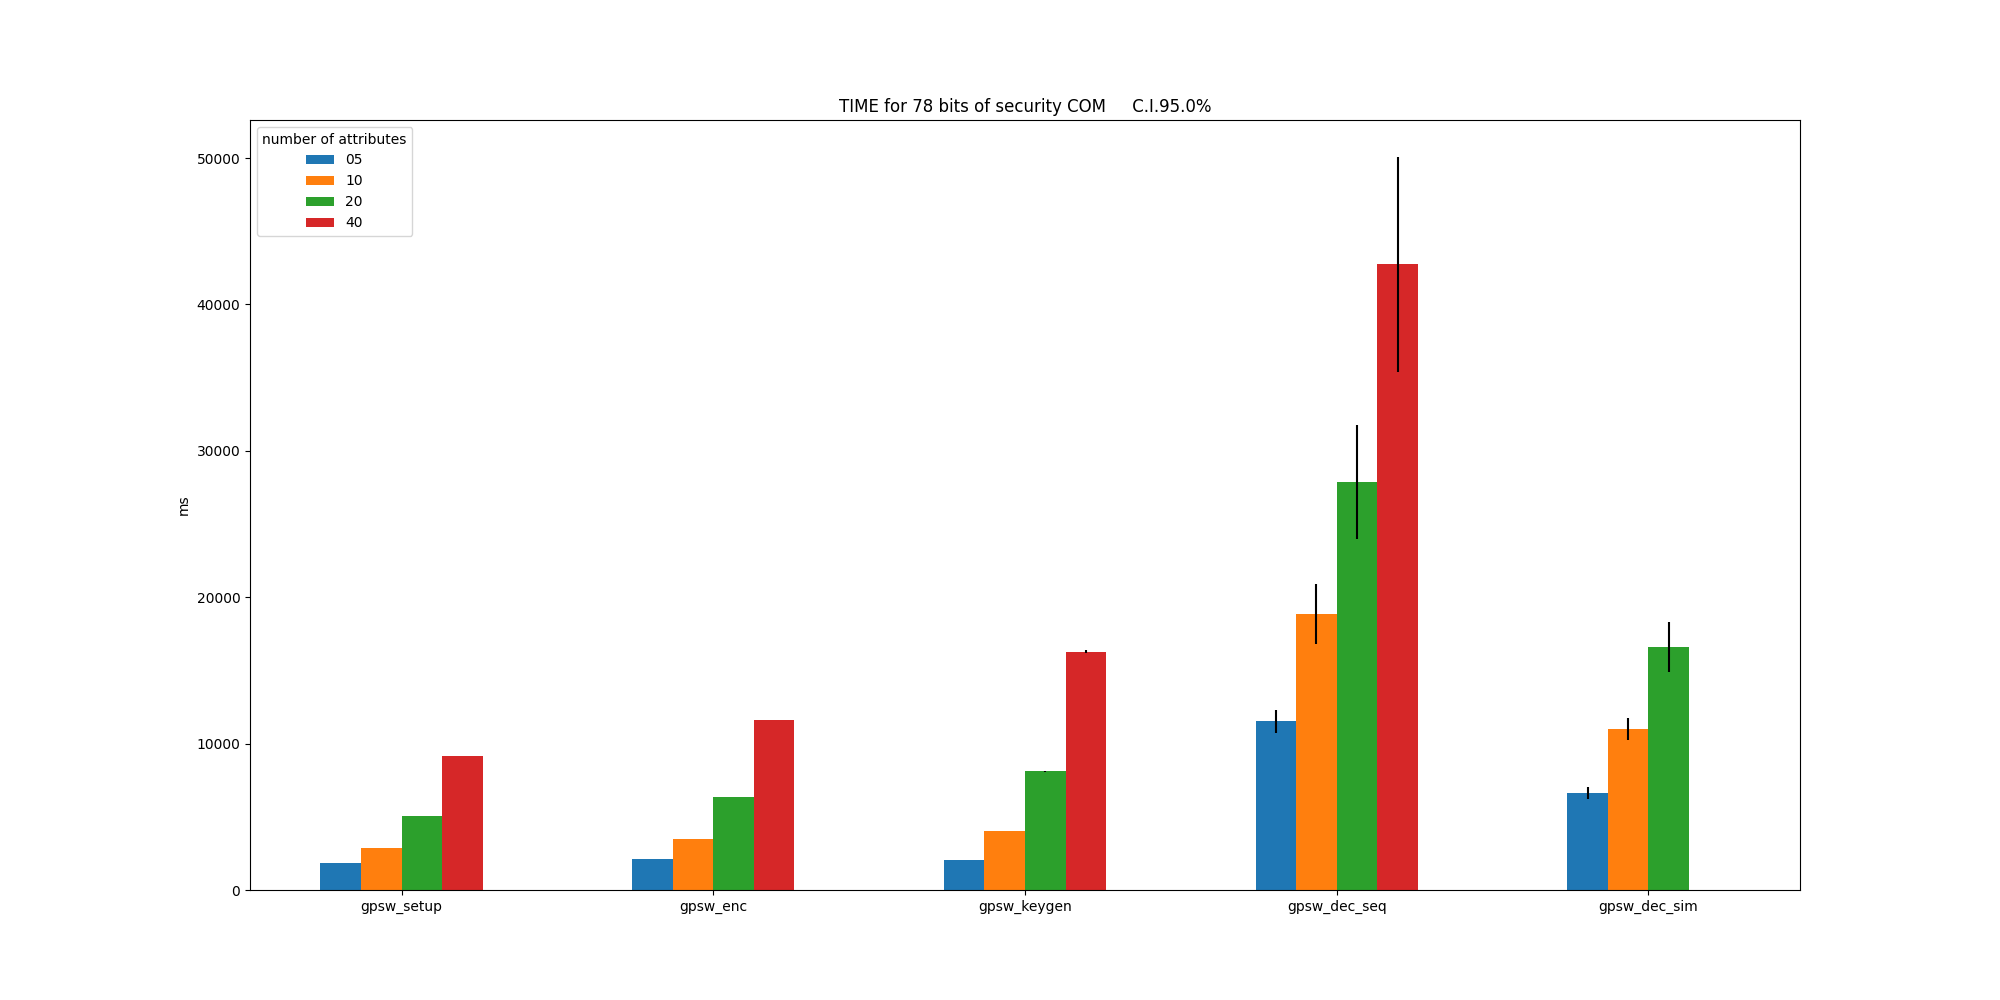 TIME for 78 bits of security COM     C.I.95.0%
number of attributes
05
10
20
40
50000
40000
30000
20000
10000
0
ms
gpsw_setup
gpsw_enc
gpsw_keygen
gpsw_dec_seq
gpsw_dec_sim